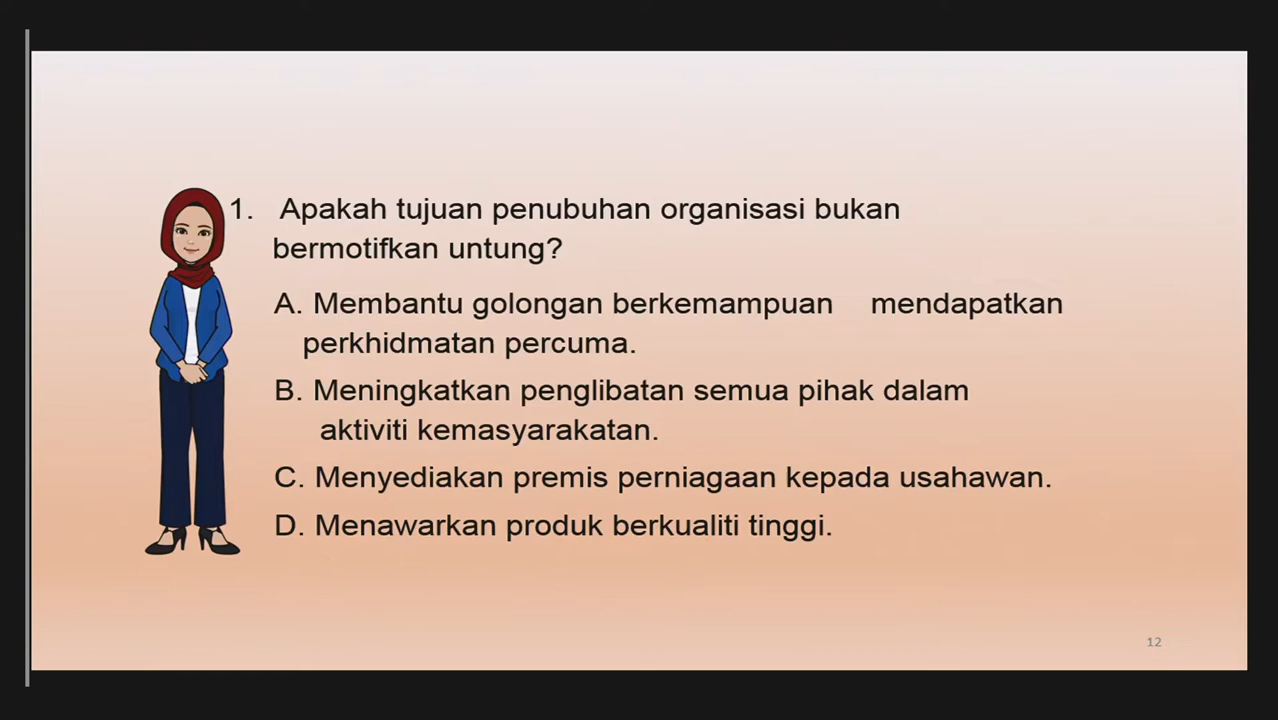 1. Apakah tujuan penubuhan organisasi bukan
bermotifkan untung?
A. Membantu golongan berkemampuan mendapatkan
perkhidmatan percuma.
B. Meningkatkan penglibatan semua pihak dalam
aktiviti kemasyarakatan.
C. Menyediakan premis perniagaan kepada usahawan.
D. Menawarkan produk berkualiti tinggi.
12